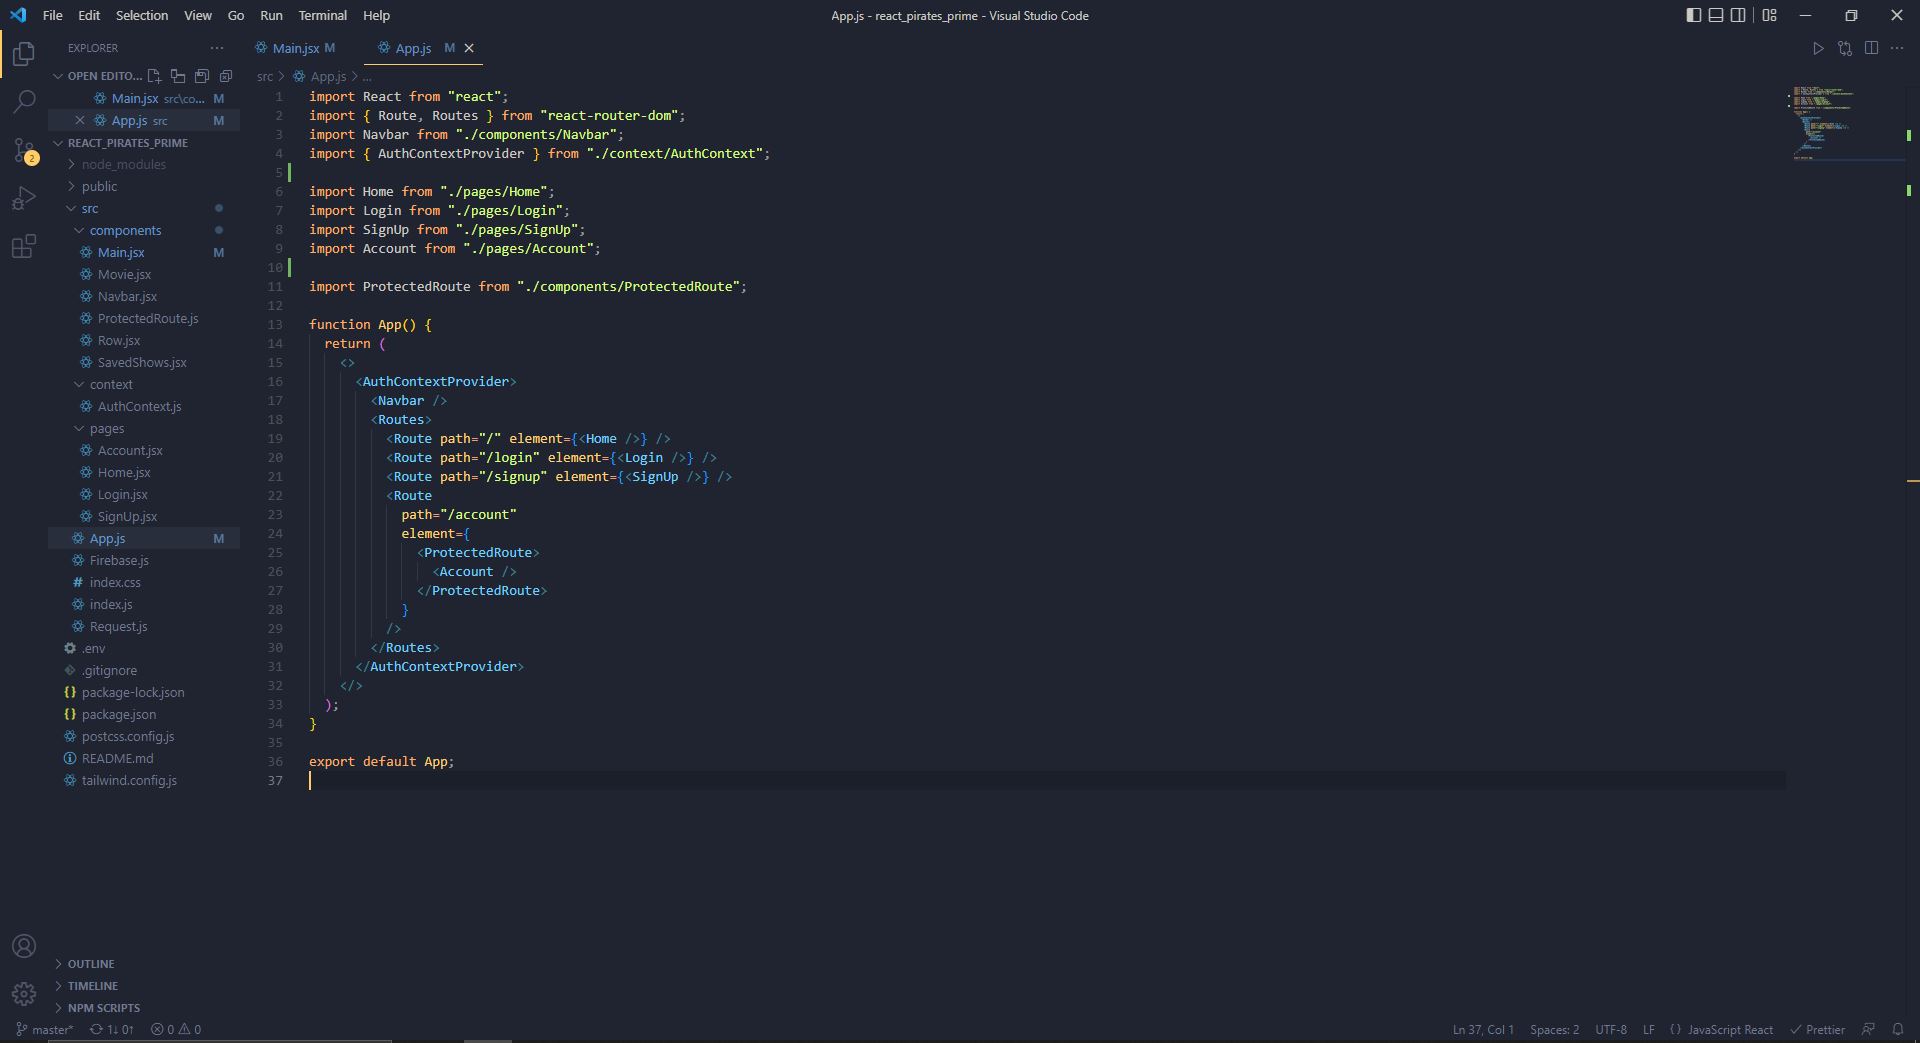 File Edit Selection View Go Run Terminal Help
App.js - react_pirates_prime - Visual Studio Code
EXPLORER
OPEN EDITO...
Main.jsx src\co... M
App.js src M
REACT_PIRATES_PRIME
node_modules
public
src
components
Main.jsx M
Movie.jsx
Navbar.jsx
ProtectedRoute.js
Row.jsx
SavedShows.jsx
context
AuthContext.js
pages
Account.jsx
Home.jsx
Login.jsx
SignUp.jsx
App.js M
Firebase.js
index.css
index.js
Request.js
.env
.gitignore
package-lock.json
package.json
postcss.config.js
README.md
tailwind.config.js
OUTLINE
TIMELINE
NPM SCRIPTS
2
Main.jsx M App.js M
src > App.js > ...
1 import React from "react";
2 import { Route, Routes } from "react-router-dom";
3 import Navbar from "./components/Navbar";
4 import { AuthContextProvider } from "./context/AuthContext";
5
6 import Home from "./pages/Home";
7 import Login from "./pages/Login";
8 import SignUp from "./pages/SignUp";
9 import Account from "./pages/Account";
10
11 import ProtectedRoute from "./components/ProtectedRoute";
12
13 function App() {
14 return (
15 <>
16 <AuthContextProvider>
17 <Navbar />
18 <Routes>
19 <Route path="/" element={<Home />} />
20 <Route path="/login" element={<Login />} />
21 <Route path="/signup" element={<SignUp />} />
22 <Route
23 path="/account"
24 element={
25 <ProtectedRoute>
26 <Account />
27 </ProtectedRoute>
28 }
29 />
30 </Routes>
31 </AuthContextProvider>
32 </>
33 );
34 }
35
36 export default App;
37
master* 1↓ 0↑ 0 0
Ln 37, Col 1 Spaces: 2 UTF-8 LF {} JavaScript React Prettier